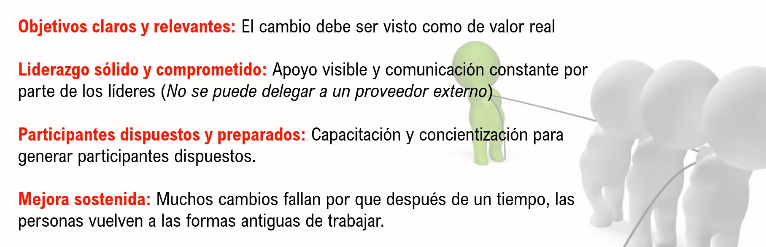 Objetivos claros y relevantes: El cambio debe ser visto como de valor real
Liderazgo sólido y comprometido: Apoyo visible y comunicación constante por
parte de los líderes (No se puede delegar a un proveedor externo)
Participantes dispuestos y preparados: Capacitación y concientización para
generar participantes dispuestos.
Mejora sostenida: Muchos cambios fallan por que después de un tiempo, las
personas vuelven a las formas antiguas de trabajar.